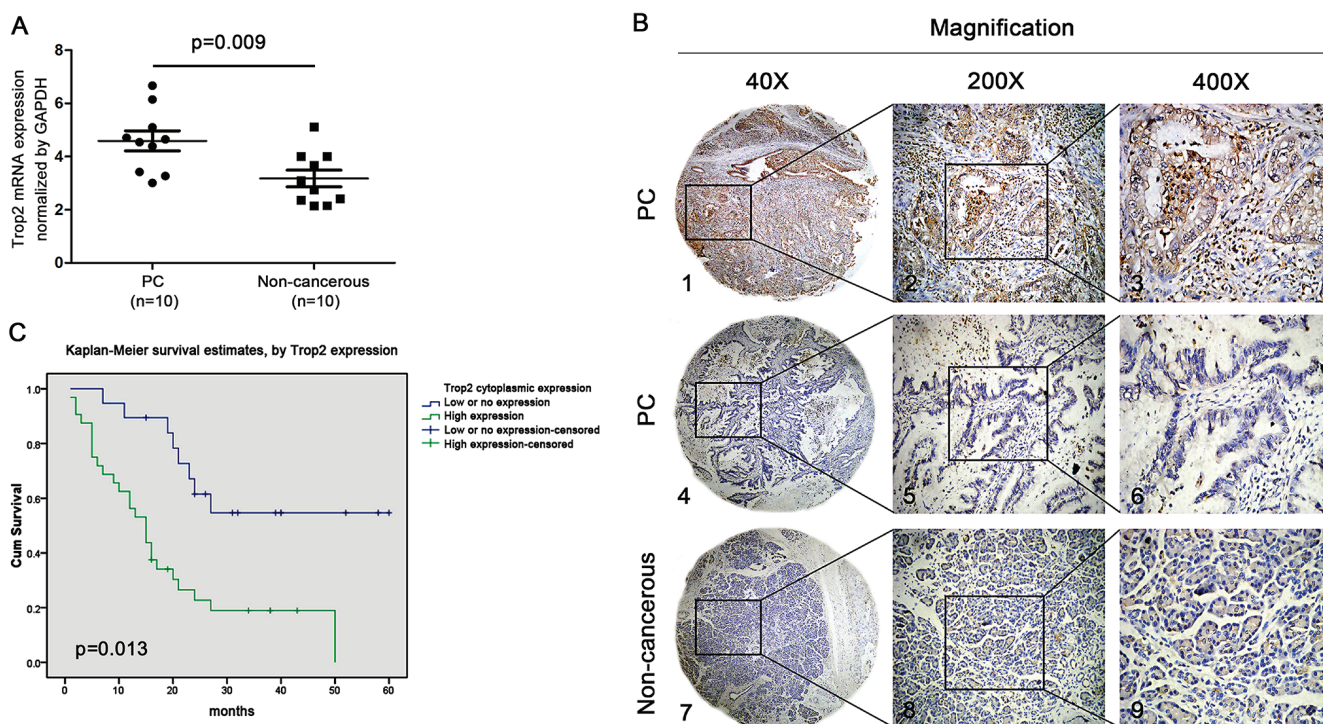 A
p=0.009
8
6
4
2
0
Trop2 mRNA expression
normalized by GAPDH
PC
(n=10)
Non-cancerous
(n=10)
B
Magnification
40X
200X
400X
PC
1
2
3
PC
4
5
6
Non-cancerous
7
8
9
C
Kaplan-Meier survival estimates, by Trop2 expression
Cum Survival
1.0
0.8
0.6
0.4
0.2
0.0
p=0.013
0
10
20
30
40
50
60
months
Trop2 cytoplasmic expression
Low or no expression
High expression
Low or no expression-censored
High expression-censored